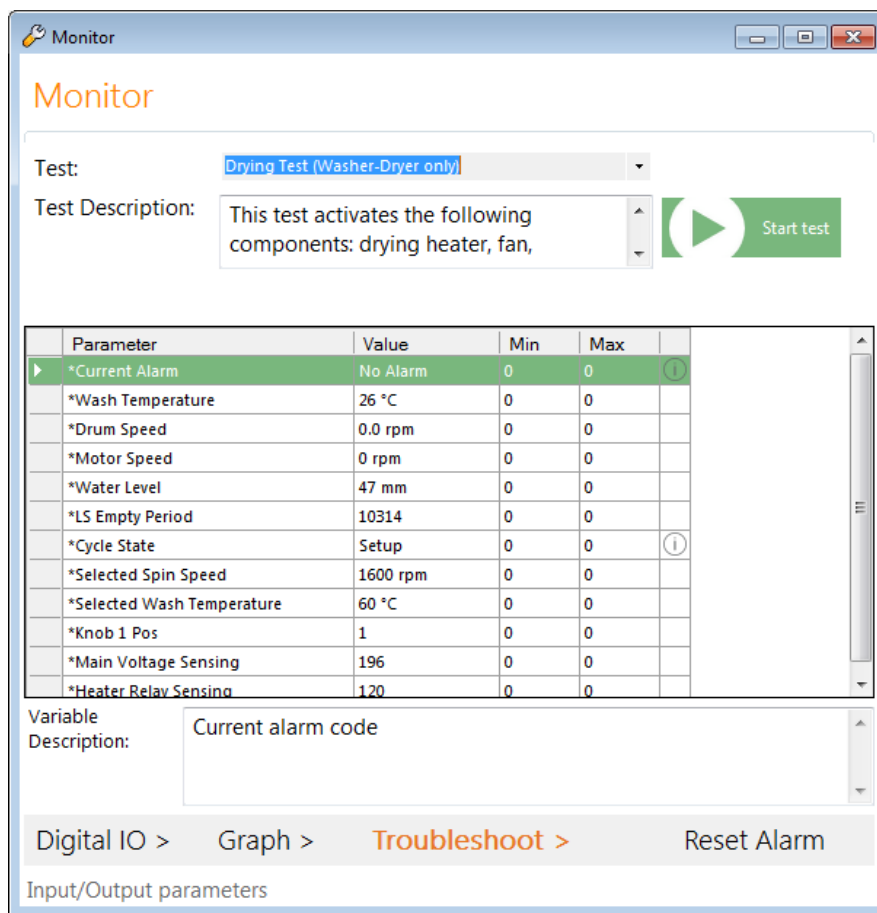 Monitor
Monitor
Test: Drying Test (Washer-Dryer only)
Test Description: This test activates the following
components: drying heater, fan,
Start test
Parameter Value Min Max
*Current Alarm No Alarm 0 0 i
*Wash Temperature 26 °C 0 0
*Drum Speed 0.0 rpm 0 0
*Motor Speed 0 rpm 0 0
*Water Level 47 mm 0 0
*LS Empty Period 10314 0 0
*Cycle State Setup 0 0 i
*Selected Spin Speed 1600 rpm 0 0
*Selected Wash Temperature 60 °C 0 0
*Knob 1 Pos 1 0 0
*Main Voltage Sensing 196 0 0
*Heater Relay Sensing 120 0 0
Variable
Description:
Current alarm code
Digital IO > Graph > Troubleshoot > Reset Alarm
Input/Output parameters